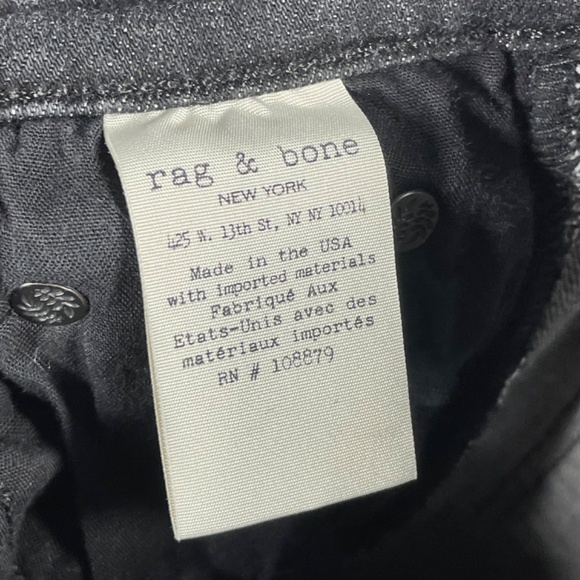 rag & bone
NEW YORK
425 W. 13th St, NY NY 10014
Made in the USA
with imported materials
Fabriqué Aux
Etats-Unis avec des
matériaux importés
RN # 108879